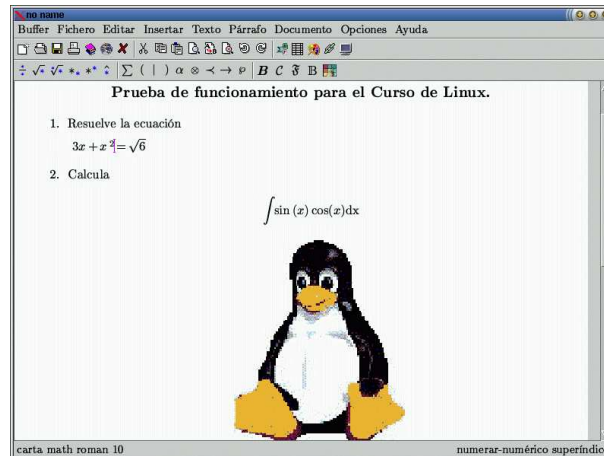 no name
Buffer Fichero Editar Insertar Texto Párrafo Documento Opciones Ayuda
Prueba de funcionamiento para el Curso de Linux.
1. Resuelve la ecuación
3x + x² = √6
2. Calcula
∫ sin (x) cos(x)dx
carta math roman 10 numerar-numérico superíndic